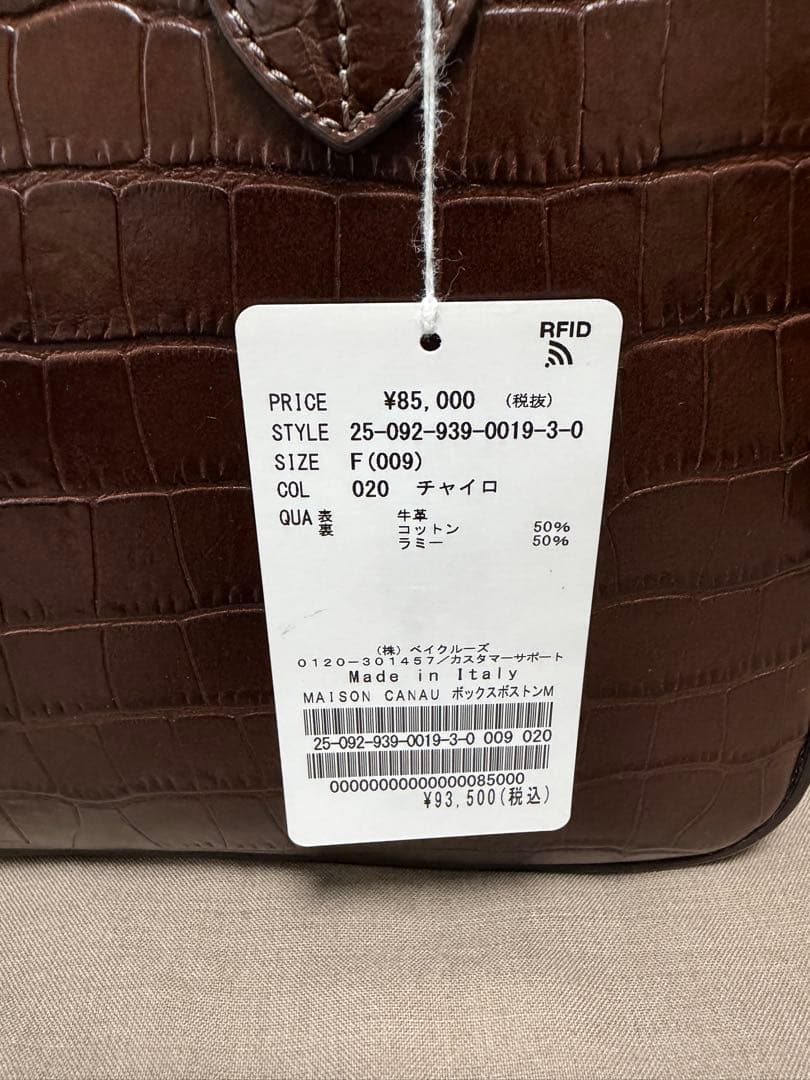 RFID
PRICE ¥85,000 (税抜)
STYLE 25-092-939-0019-3-0
SIZE F(009)
COL 020 チャイロ
QUA 表 牛革
裏 コットン 50%
ラミー 50%
(株) ベイクルーズ
0120-301457/カスタマーサポート
Made in Italy
MAISON CANAU ボックスボストンM
25-092-939-0019-3-0 009 020
00000000000000085000
¥93,500(税込)